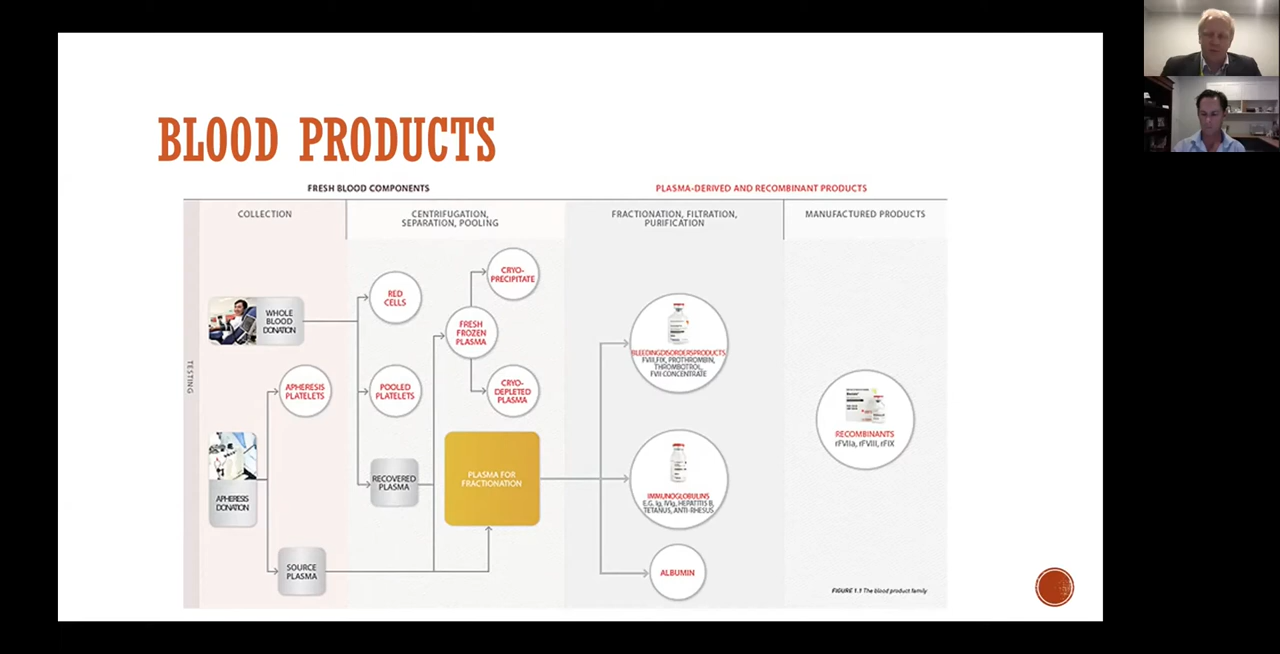 BLOOD PRODUCTS
FRESH BLOOD COMPONENTS
PLASMA-DERIVED AND RECOMBINANT PRODUCTS
COLLECTION
CENTRIFUGATION,
SEPARATION, POOLING
FRACTIONATION, FILTRATION,
PURIFICATION
MANUFACTURED PRODUCTS
TESTING
WHOLE
BLOOD
DONATION
APHERESIS
PLATELETS
APHERESIS
DONATION
SOURCE
PLASMA
RED
CELLS
POOLED
PLATELETS
RECOVERED
PLASMA
CRYO-
PRECIPITATE
FRESH
FROZEN
PLASMA
CRYO-
DEPLETED
PLASMA
PLASMA FOR
FRACTIONATION
BLEEDINGDISORDERSPRODUCTS
FVIII,FIX, PROTHROMBIN,
THROMBOTROL,
FVII CONCENTRATE
IMMUNOGLOBULINS
E.G. Ig, IVIg, HEPATITIS B,
TETANUS, ANTI-RHESUS,
ALBUMIN
RECOMBINANTS
rFVIIa, rFVIII, rFIX
FIGURE 1.1 The blood product family